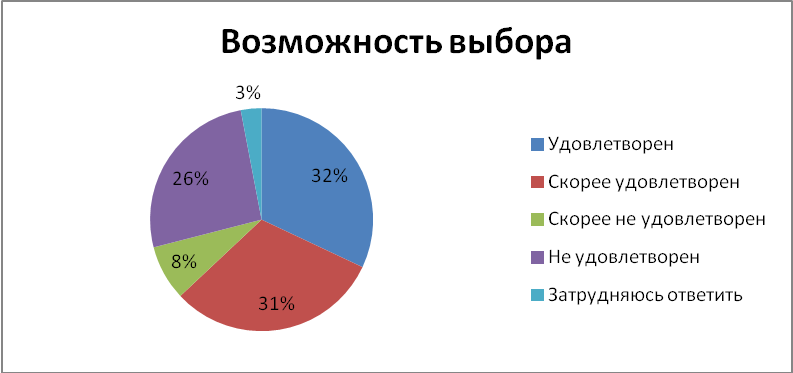 Возможность выбора
3%
32%
26%
8%
31%
Удовлетворен
Скорее удовлетворен
Скорее не удовлетворен
Не удовлетворен
Затрудняюсь ответить